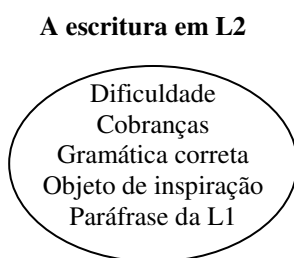 A escritura em L2
Dificuldade
Cobranças
Gramática correta
Objeto de inspiração
Paráfrase da L1